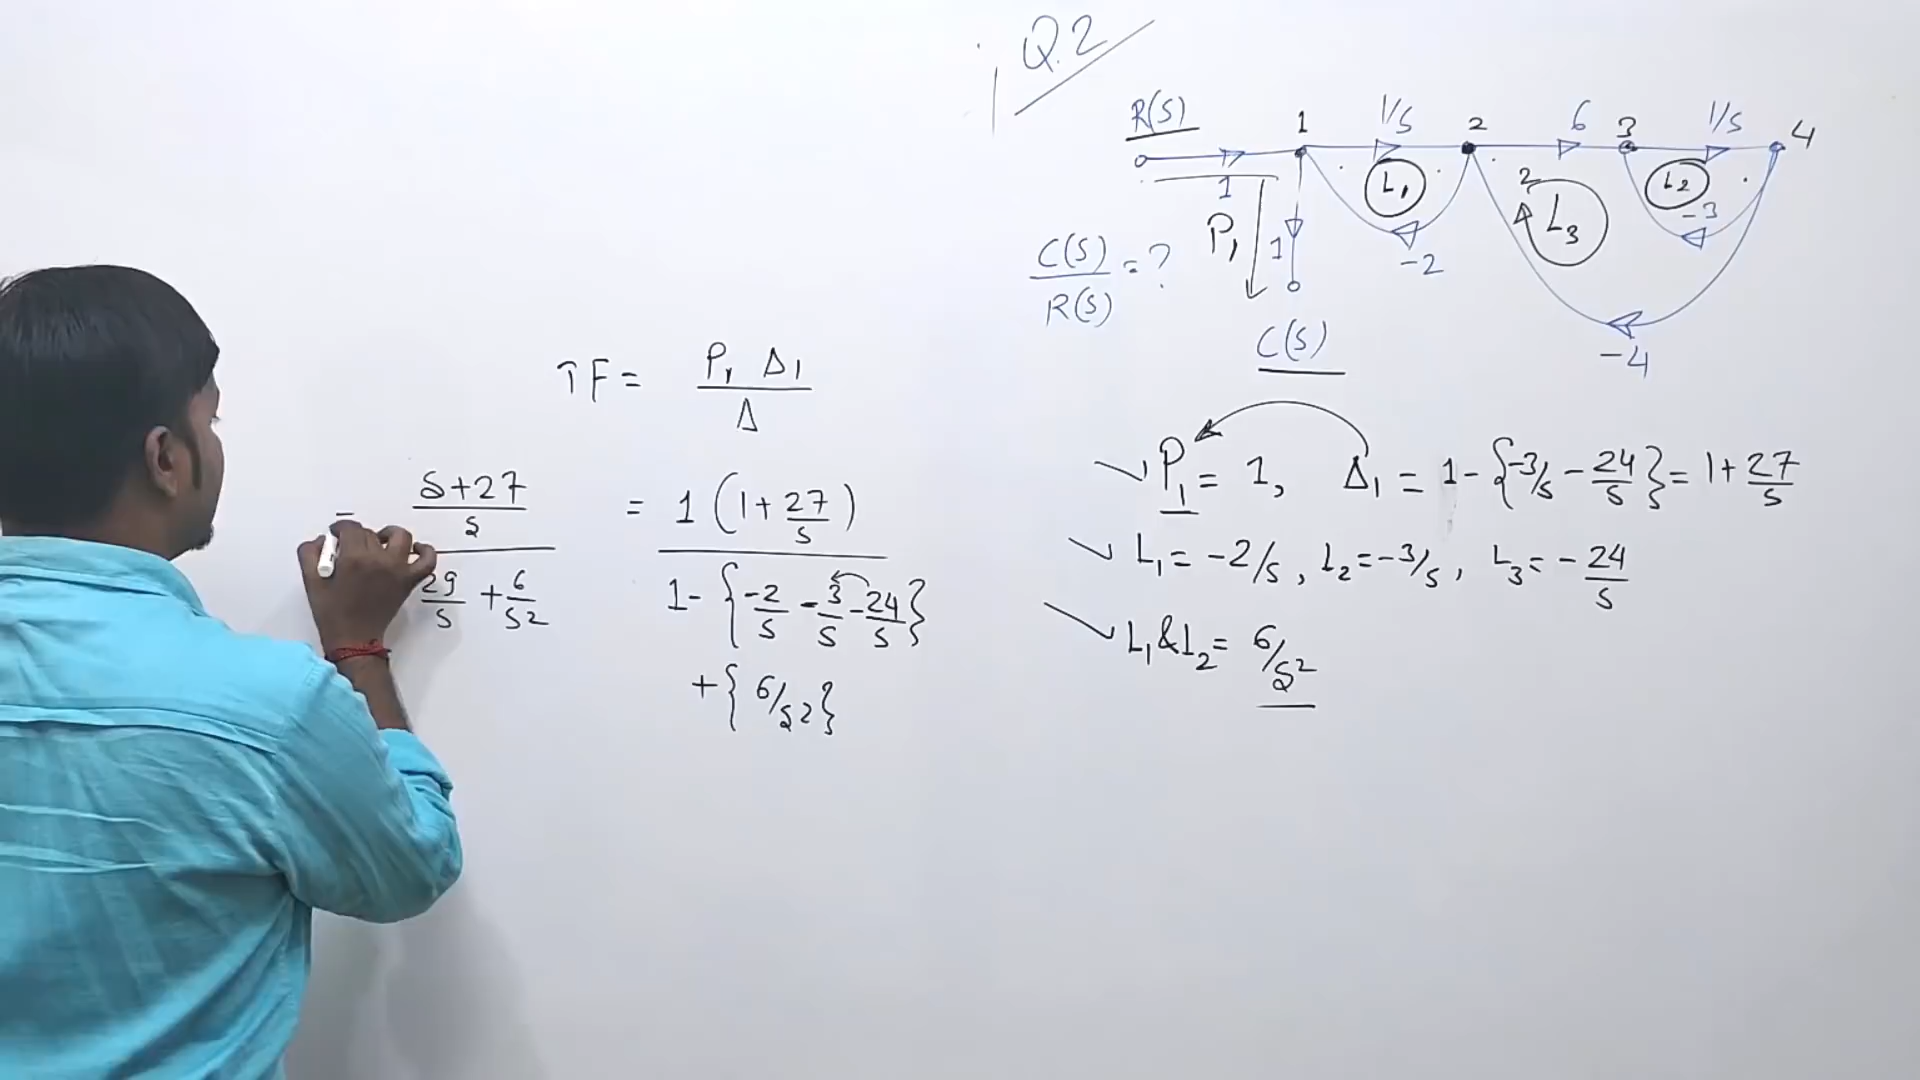 Q.2
R(S) 1 1/S 2 6 3 1/S 4
1 L₁ 2 L₃ L₂ -3
P₁ 1 -2
C(S)/R(S) = ?
C(S) -4
TF = P₁ Δ₁ / Δ
P₁ = 1, Δ₁ = 1 - {-3/s - 24/s} = 1 + 27/s
= 1 (1 + 27/s) / 1 - {-2/s - 3/s - 24/s} + {6/s2}
L₁ = -2/s, L₂ = -3/s, L₃ = -24/s
L₁ & L₂ = 6/s²
= s+27/s / 29/s + 6/s2